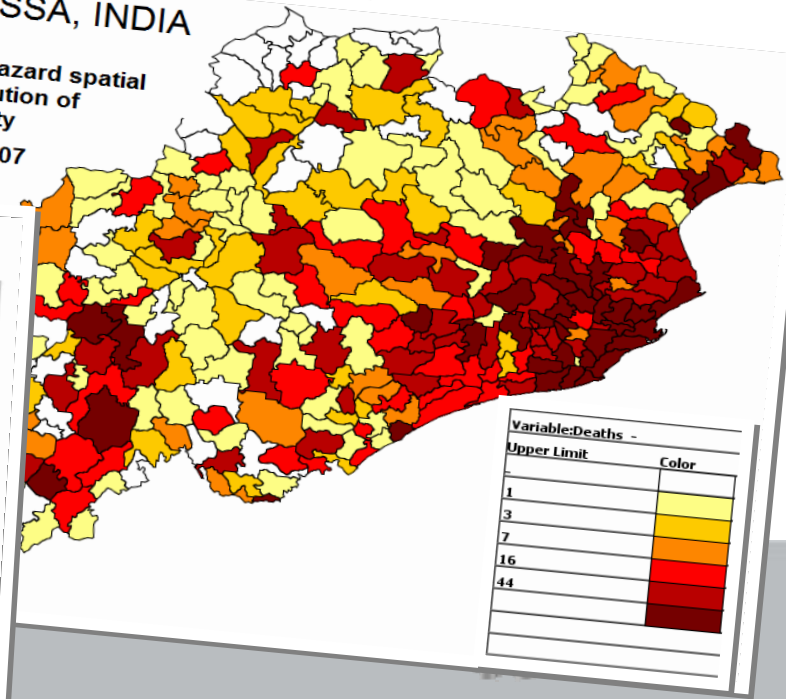 SSA, INDIA
azard spatial
ution of
ty
07
Variable:Deaths -
Upper Limit Color
-
1
3
7
16
44